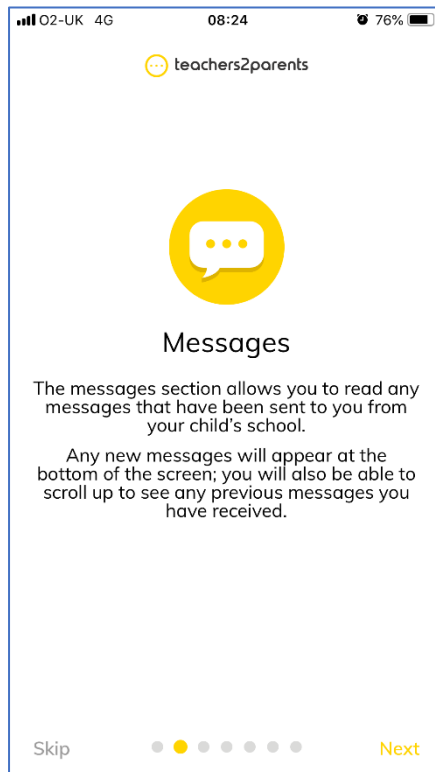 O2-UK 4G 08:24 76%
teachers2parents
Messages
The messages section allows you to read any
messages that have been sent to you from
your child's school.
Any new messages will appear at the
bottom of the screen; you will also be able to
scroll up to see any previous messages you
have received.
Skip Next